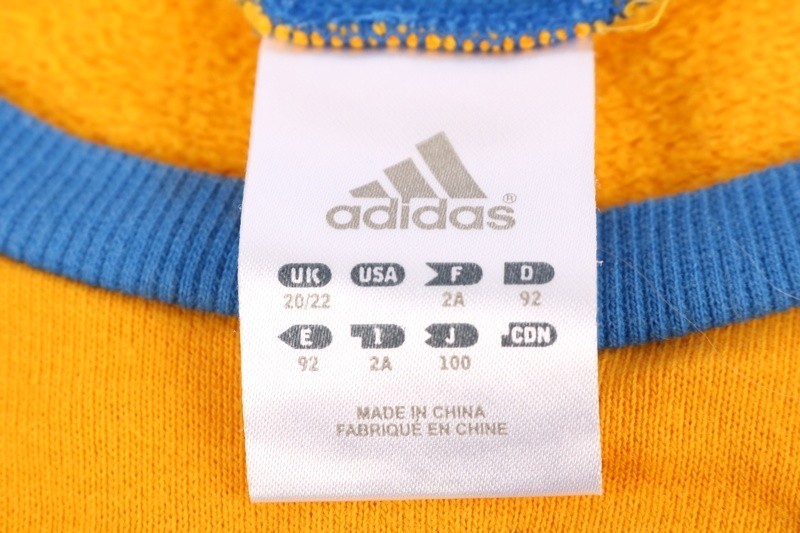 adidas®
UK USA F D
20/22 2A 92
E I J CDN
92 2A 100
MADE IN CHINA
FABRIQUÉ EN CHINE